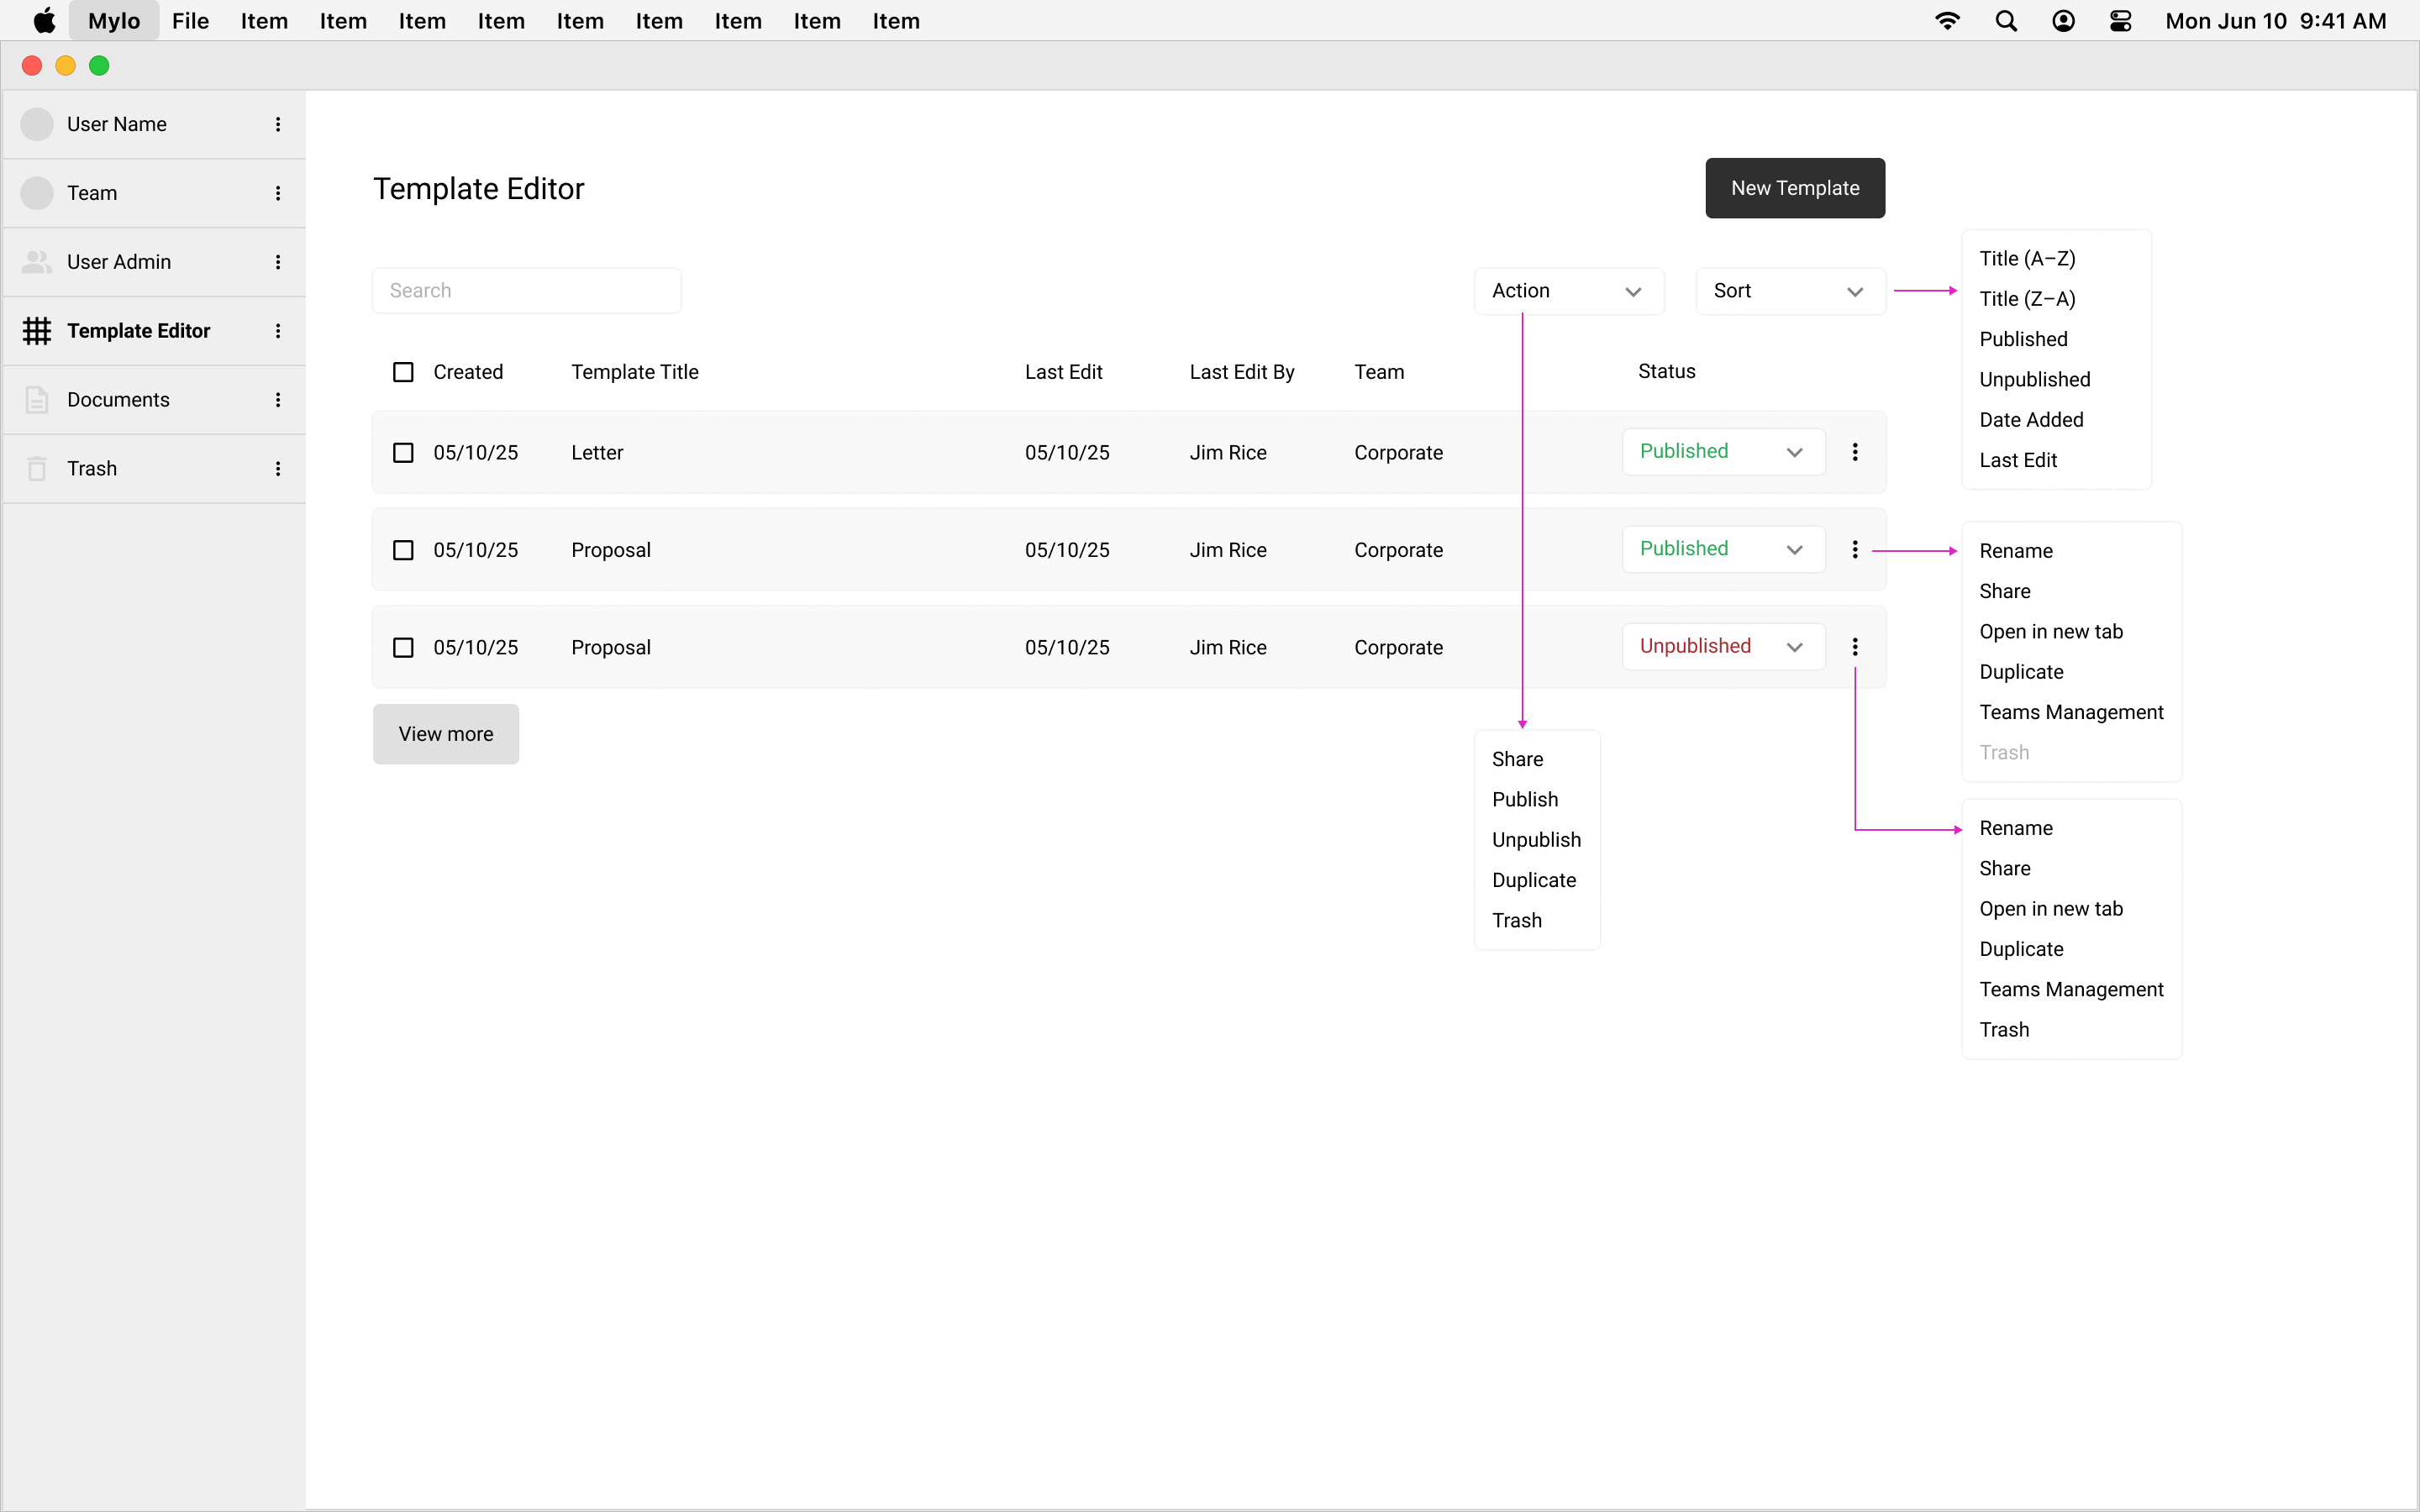 Mylo File Item Item Item Item Item Item Item Item Item Mon Jun 10 9:41 AM
User Name
Team
User Admin
Template Editor
Documents
Trash
Template Editor
New Template
Search
Action
Sort
Created Template Title Last Edit Last Edit By Team Status
05/10/25 Letter 05/10/25 Jim Rice Corporate Published
05/10/25 Proposal 05/10/25 Jim Rice Corporate Published
05/10/25 Proposal 05/10/25 Jim Rice Corporate Unpublished
View more
Share
Publish
Unpublish
Duplicate
Trash
Title (A–Z)
Title (Z–A)
Published
Unpublished
Date Added
Last Edit
Rename
Share
Open in new tab
Duplicate
Teams Management
Trash
Rename
Share
Open in new tab
Duplicate
Teams Management
Trash